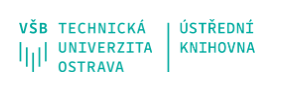 VŠB TECHNICKÁ
UNIVERZITA
OSTRAVA
ÚSTŘEDNÍ
KNIHOVNA